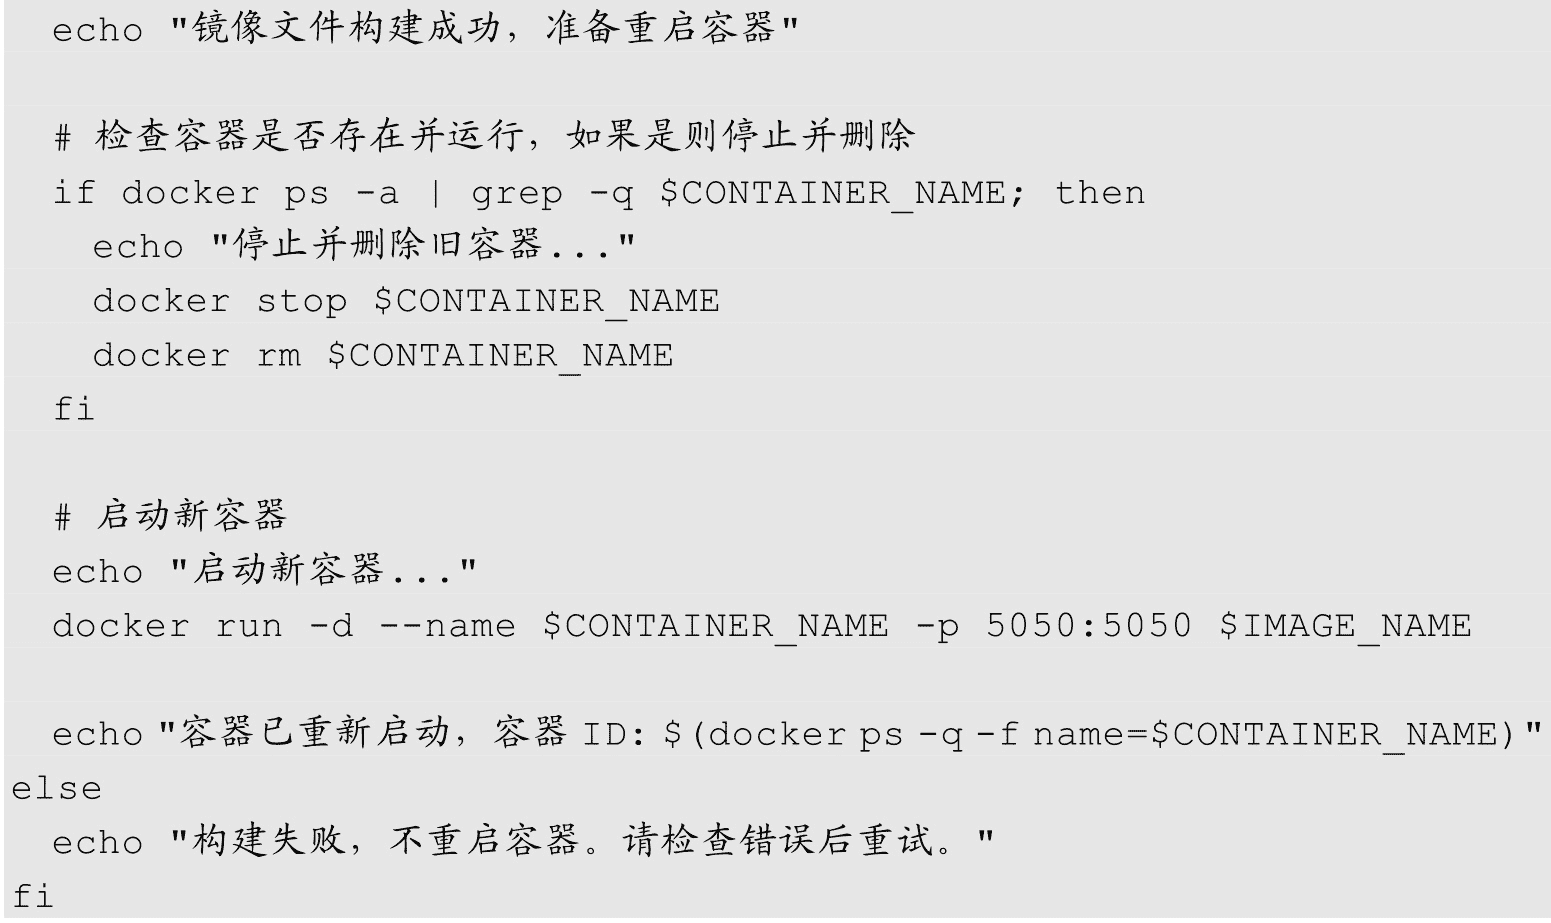 echo "镜像文件构建成功，准备重启容器"
# 检查容器是否存在并运行，如果是则停止并删除
if docker ps -a | grep -q $CONTAINER_NAME; then
echo "停止并删除旧容器..."
docker stop $CONTAINER_NAME
docker rm $CONTAINER_NAME
fi
# 启动新容器
echo "启动新容器..."
docker run -d --name $CONTAINER_NAME -p 5050:5050 $IMAGE_NAME
echo "容器已重新启动，容器 ID: $(docker ps -q -f name=$CONTAINER_NAME)"
else
echo "构建失败，不重启容器。请检查错误后重试。"
fi